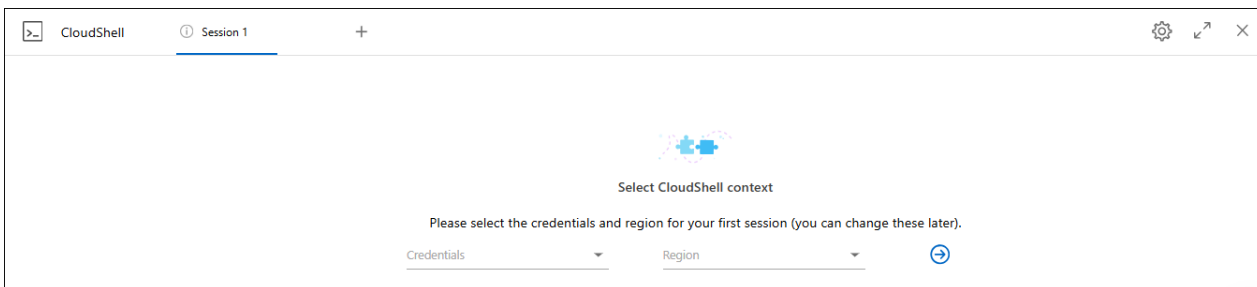 CloudShell
Session 1
Select CloudShell context
Please select the credentials and region for your first session (you can change these later).
Credentials
Region